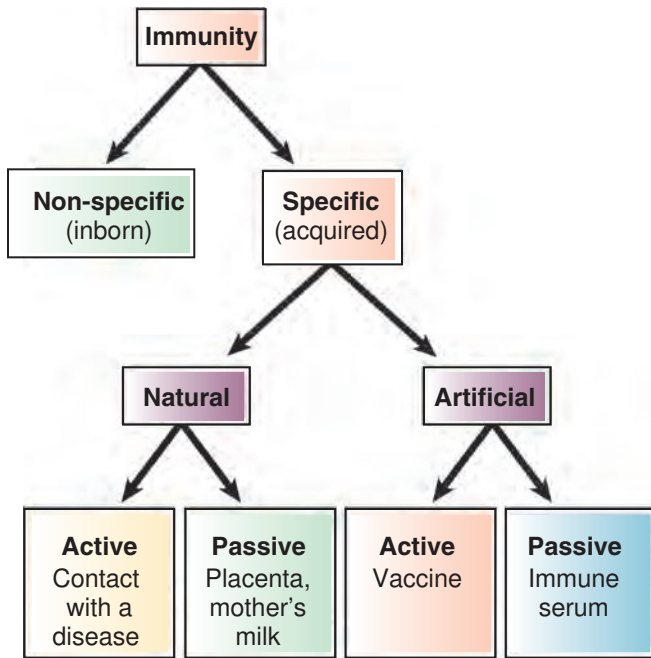 Immunity
Non-specific
(inborn)
Specific
(acquired)
Natural
Artificial
Active
Contact
with a
disease
Passive
Placenta,
mother's
milk
Active
Vaccine
Passive
Immune
serum